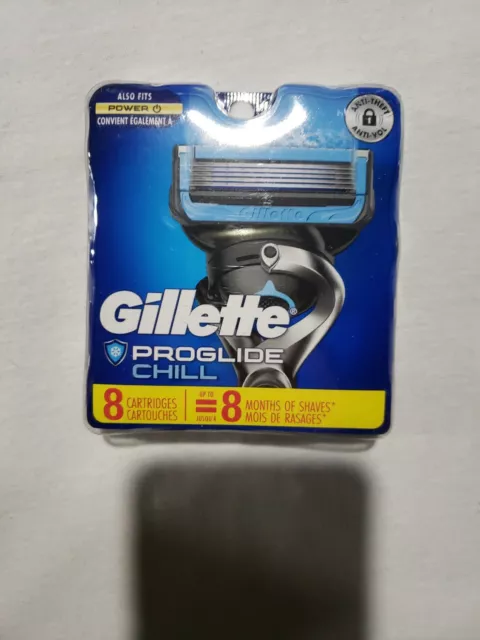 ALSO FITS
POWER
CONVIENT ÉGALEMENT À
ANTI-THEFT
ANTI-VOL
Gillette
Gillette®
PROGLIDE
CHILL
8 CARTRIDGES
CARTOUCHES
UP TO
JUSQU'À
= 8 MONTHS OF SHAVES*
MOIS DE RASAGES*